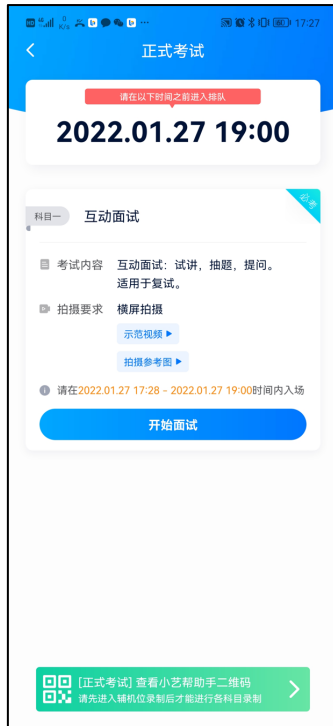 HD 4G 0 K/s 80 17:27
正式考试
请在以下时间之前进入排队
2022.01.27 19:00
必考
科目一 互动面试
考试内容 互动面试：试讲，抽题，提问。
适用于复试。
拍摄要求 横屏拍摄
示范视频
拍摄参考图
请在2022.01.27 17:28 - 2022.01.27 19:00时间内入场
开始面试
[正式考试] 查看小艺帮助手二维码
请先进入辅机位录制后才能进行各科目录制